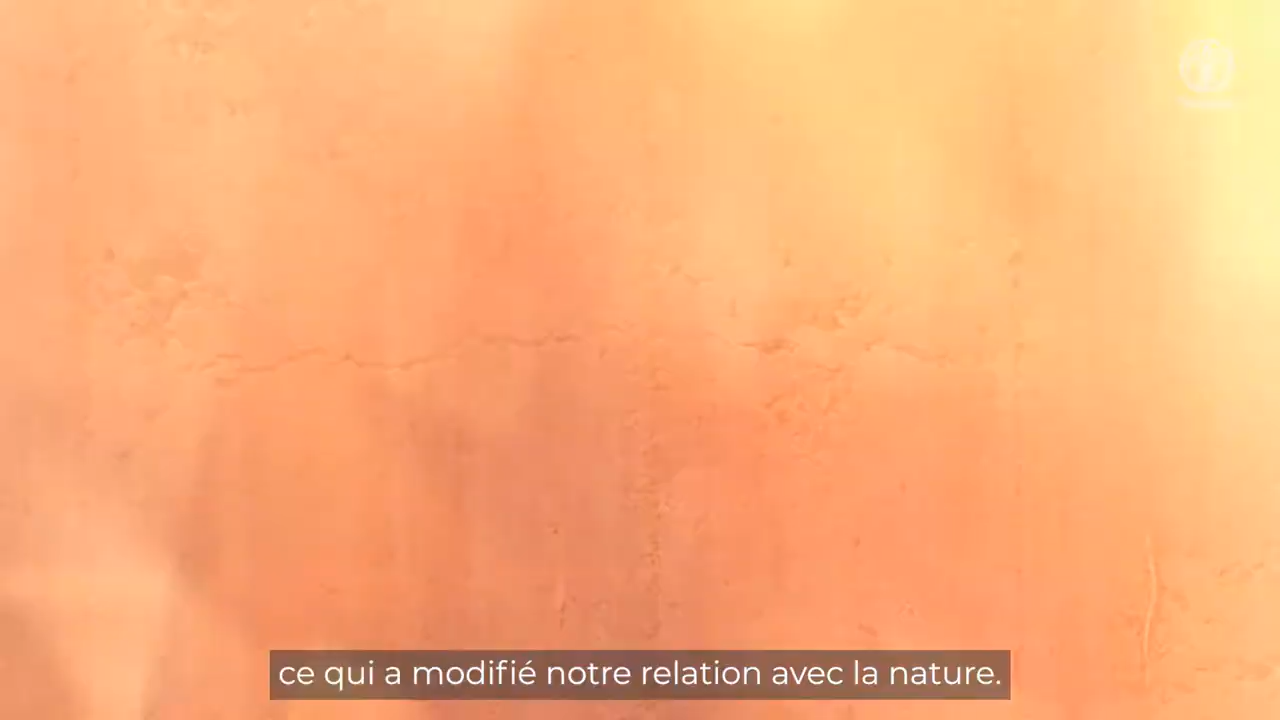 ce qui a modifié notre relation avec la nature.